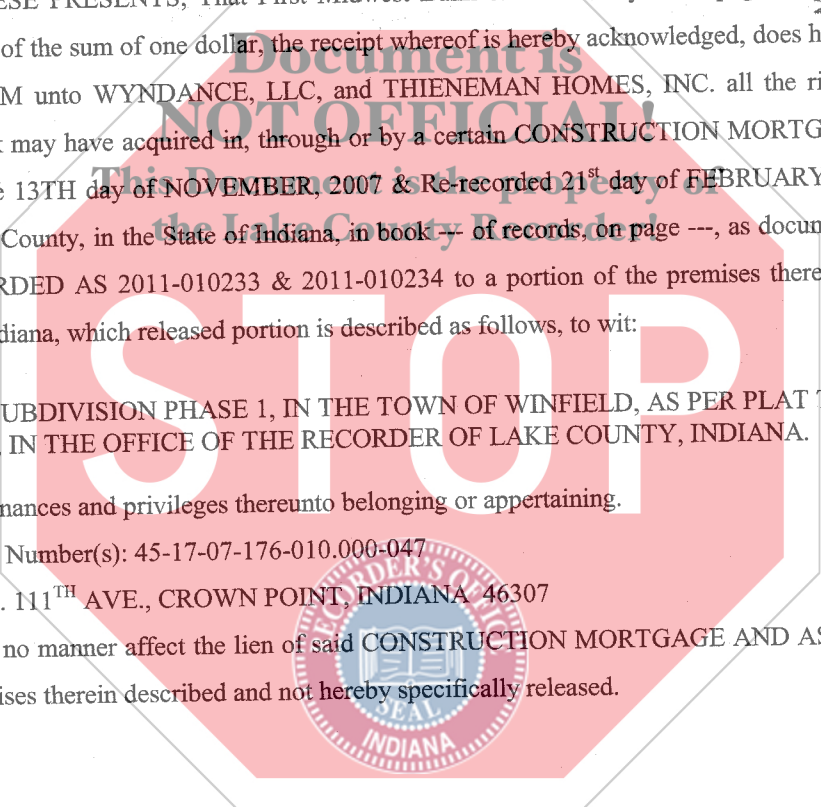 ESE PRESENTS, That First Midwest
of the sum of one dollar, the receipt whereof is hereby acknowledged, does h
Document is
M unto WYNDANCE, LLC, and THIENEMAN HOMES, INC. all the ri
NOT OFFICIAL!
t may have acquired in, through or by a certain CONSTRUCTION MORTG
This Document is the property of
e 13TH day of NOVEMBER, 2007 & Re-recorded 21st day of FEBRUARY
the Lake County Recorder!
County, in the State of Indiana, in book --- of records, on page ---, as docum
RDED AS 2011-010233 & 2011-010234 to a portion of the premises there
diana, which released portion is described as follows, to wit:
STOP
UBDIVISION PHASE 1, IN THE TOWN OF WINFIELD, AS PER PLAT T
IN THE OFFICE OF THE RECORDER OF LAKE COUNTY, INDIANA.
nances and privileges thereunto belonging or appertaining.
Number(s): 45-17-07-176-010.000-047
. 111TH AVE., CROWN POINT, INDIANA 46307
no manner affect the lien of said CONSTRUCTION MORTGAGE AND AS
ises therein described and not hereby specifically released.
RECORDER'S OFFICE
SEAL
INDIANA